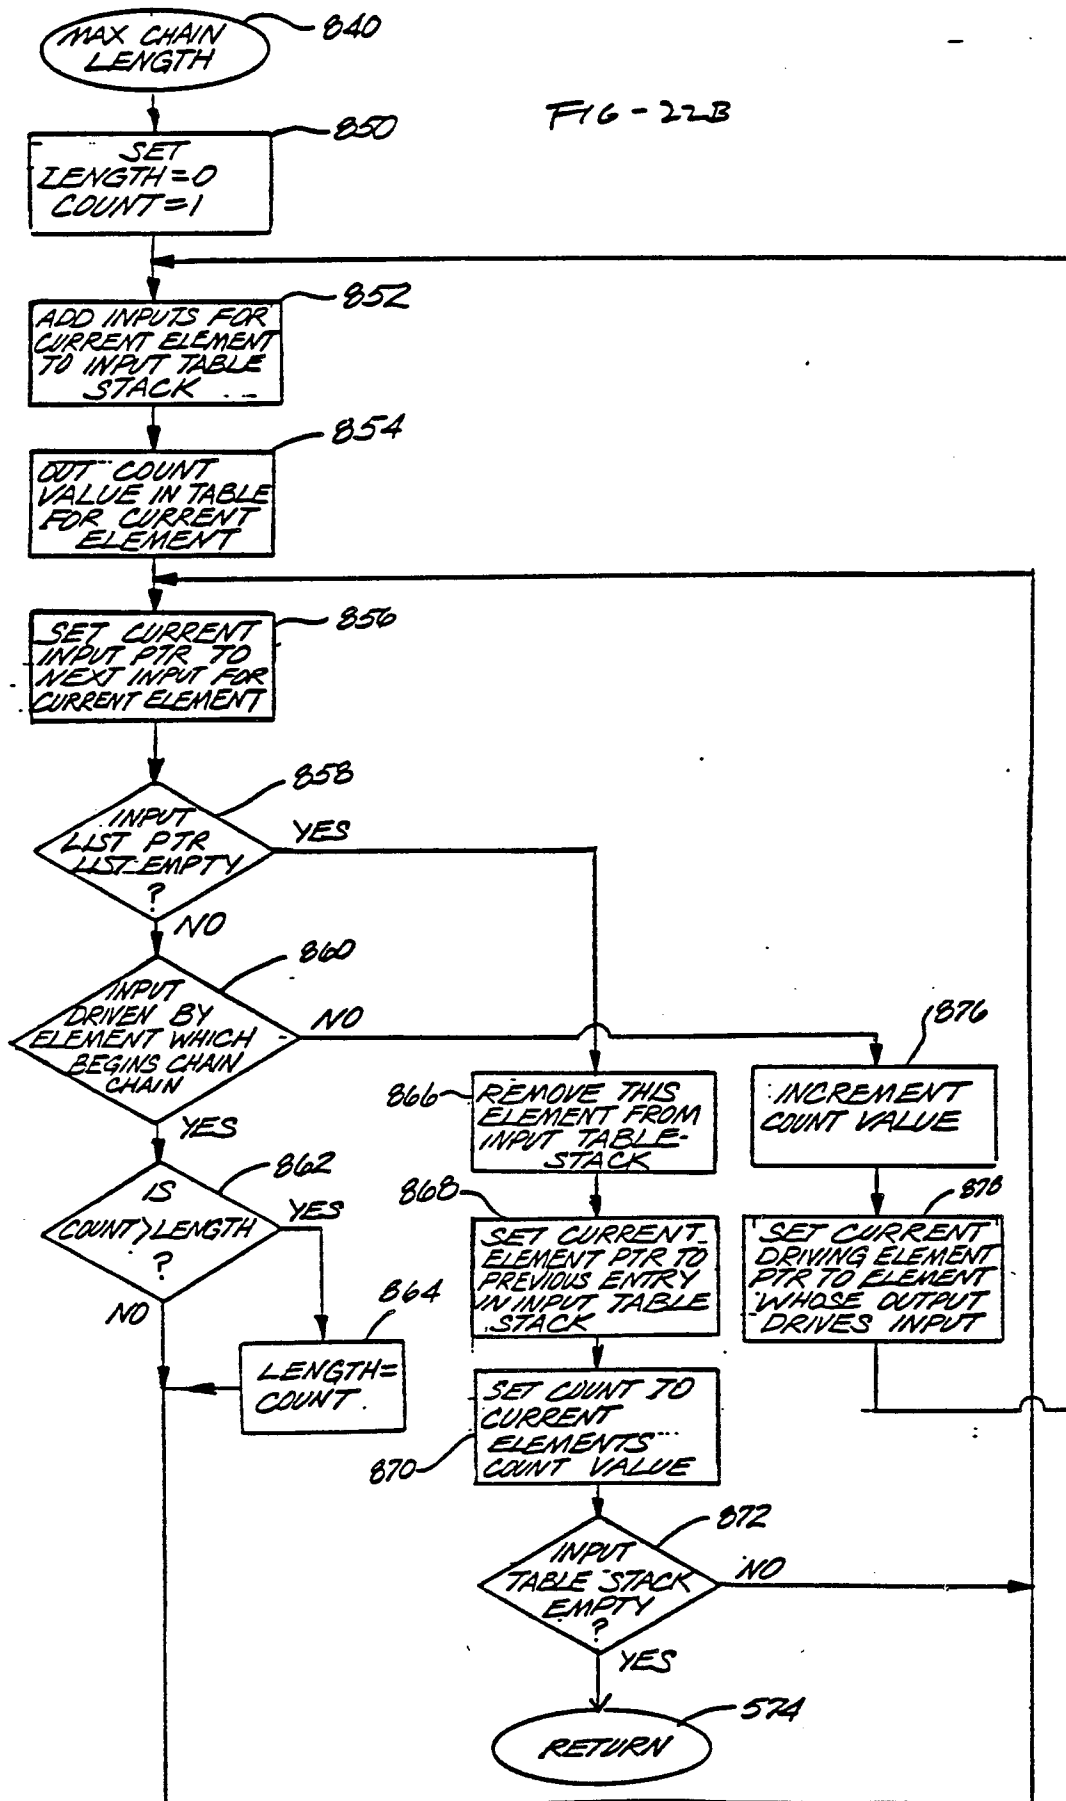 MAX CHAIN
LENGTH
840
FIG-22B
850
SET
LENGTH=0
COUNT=1
852
ADD INPUTS FOR
CURRENT ELEMENT
TO INPUT TABLE
STACK
854
OUT COUNT
VALUE IN TABLE
FOR CURRENT
ELEMENT
856
SET CURRENT
INPUT PTR TO
NEXT INPUT FOR
CURRENT ELEMENT
858
INPUT
LIST PTR
LIST EMPTY
?
YES
NO
860
INPUT
DRIVEN BY
ELEMENT WHICH
BEGINS CHAIN
CHAIN
NO
YES
862
IS
COUNT>LENGTH
?
YES
NO
864
LENGTH=
COUNT
866
REMOVE THIS
ELEMENT FROM
INPUT TABLE-
STACK
868
SET CURRENT
ELEMENT PTR TO
PREVIOUS ENTRY
IN INPUT TABLE
STACK
870
SET COUNT TO
CURRENT
ELEMENTS
COUNT VALUE
872
INPUT
TABLE STACK
EMPTY
?
NO
YES
574
RETURN
876
INCREMENT
COUNT VALUE
878
SET CURRENT
DRIVING ELEMENT
PTR TO ELEMENT
WHOSE OUTPUT
DRIVES INPUT